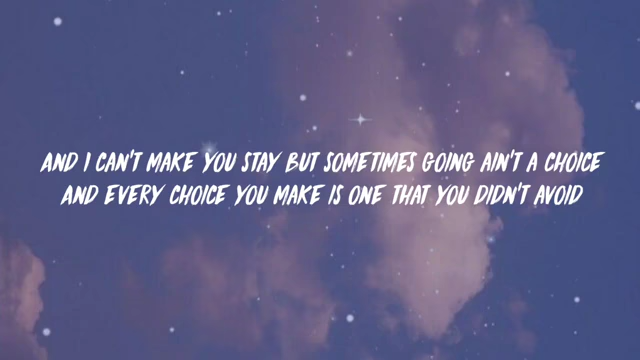 AND I CAN'T MAKE YOU STAY BUT SOMETIMES GOING AIN'T A CHOICE
AND EVERY CHOICE YOU MAKE IS ONE THAT YOU DIDN'T AVOID